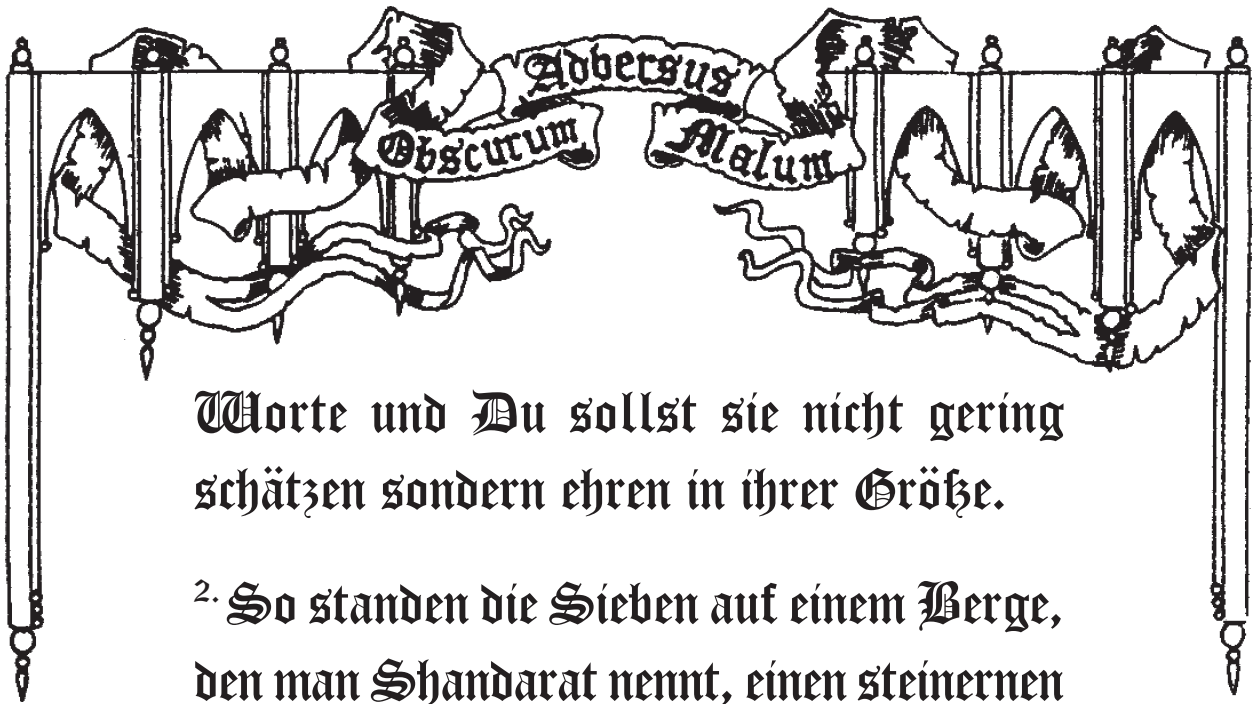 Adversus
Obscurum Malum
Worte und Du sollst sie nicht gering
schätzen sondern ehren in ihrer Größe.
2. So standen die Sieben auf einem Berge,
den man Shandarat nennt, einen steinernen